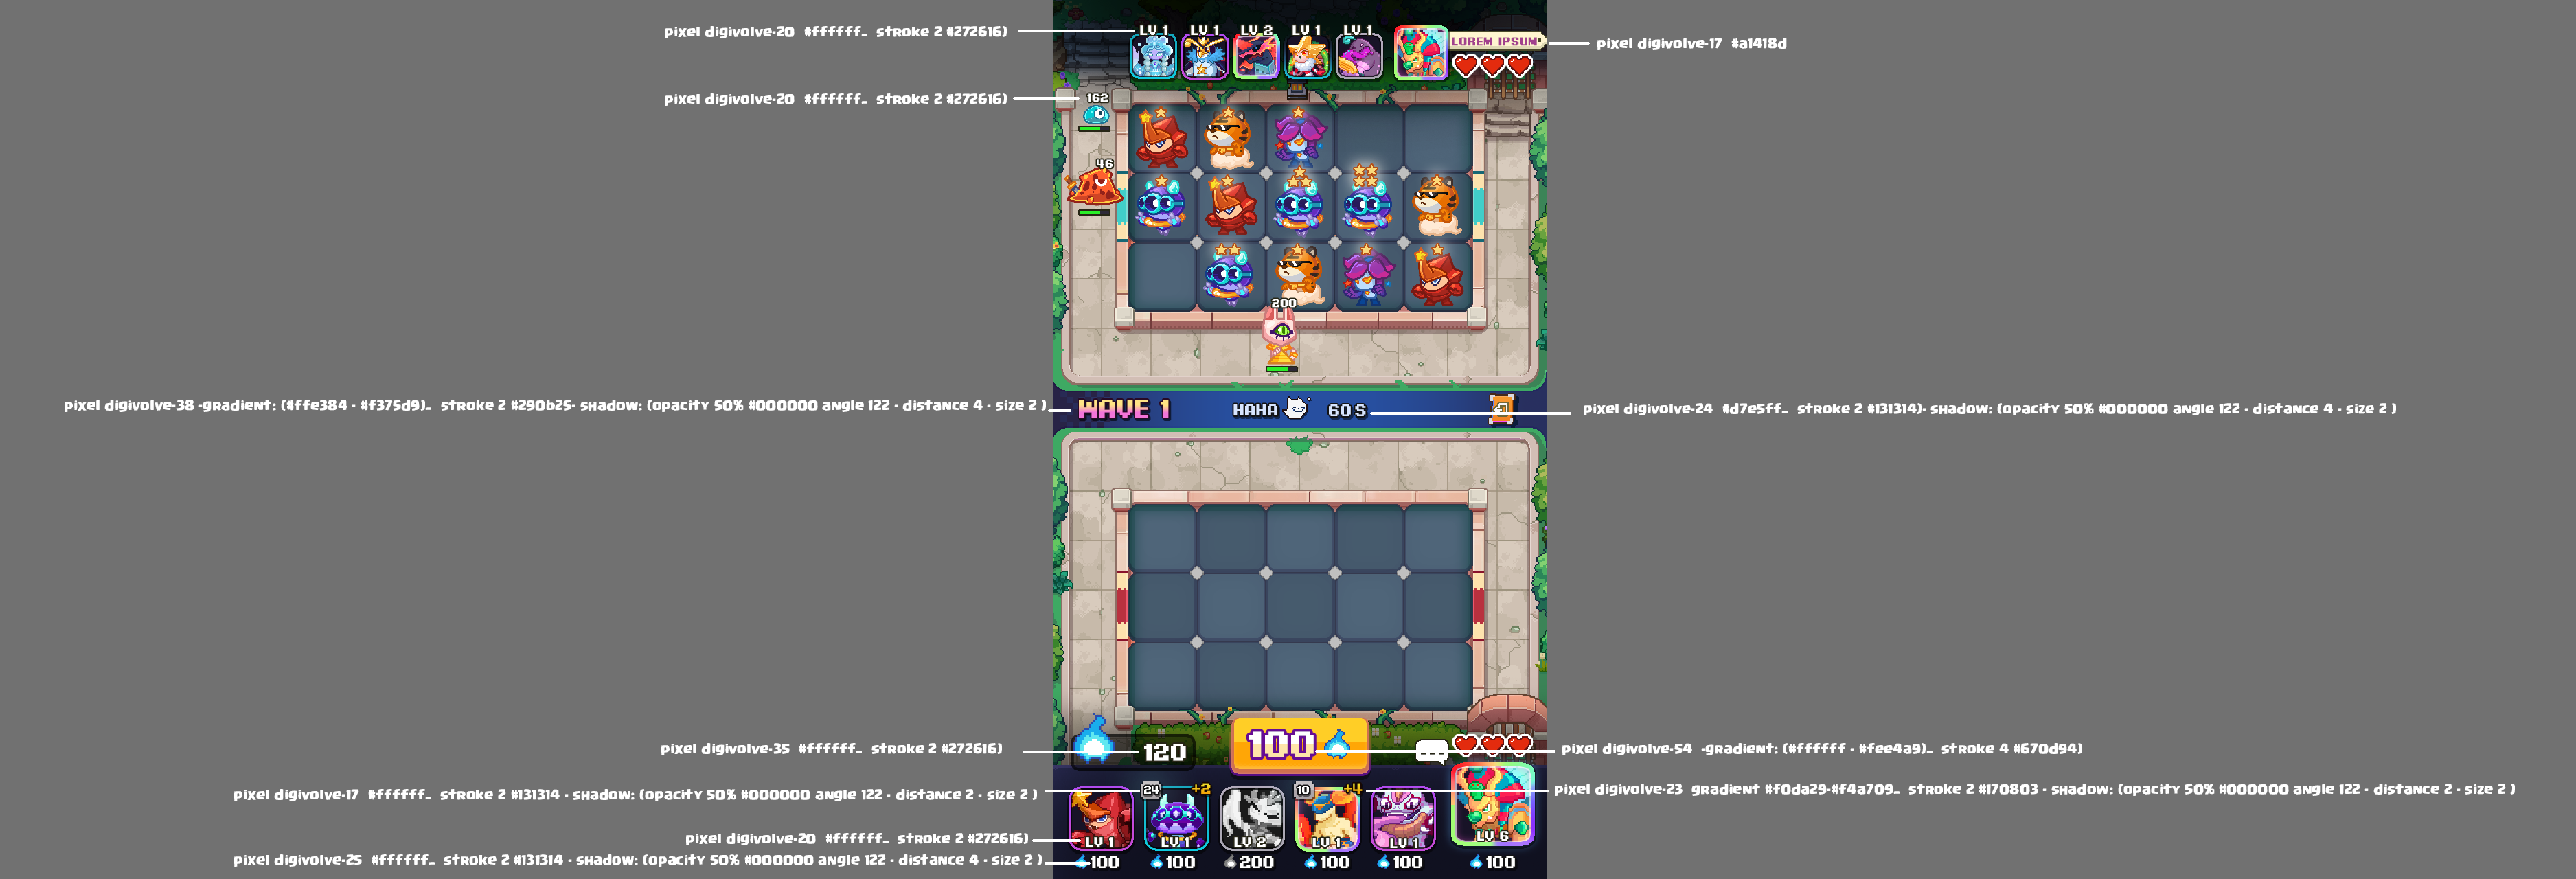 pixel digivolve-20 #ffffff_ stroke 2 #272616)
LV 1 LV 1 LV 2 LV 1 LV 1
LOREM IPSUM
pixel digivolve-17 #a1418d
pixel digivolve-20 #ffffff_ stroke 2 #272616)
162
46
200
pixel digivolve-38 -gradient: (#ffe384 - #f375d9)_ stroke 2 #290b25- shadow: (opacity 50% #000000 angle 122 - distance 4 - size 2 )
WAVE 1
HAHA 60 S
pixel digivolve-24 #d7e5ff_ stroke 2 #131314)- shadow: (opacity 50% #000000 angle 122 - distance 4 - size 2 )
pixel digivolve-35 #ffffff_ stroke 2 #272616)
120
100
pixel digivolve-54 -gradient: (#ffffff - #fee4a9)_ stroke 4 #670d94)
pixel digivolve-17 #ffffff_ stroke 2 #131314 - shadow: (opacity 50% #000000 angle 122 - distance 2 - size 2 )
24 +2 10 +4
pixel digivolve-23 gradient #f0da29-#f4a709_ stroke 2 #170803 - shadow: (opacity 50% #000000 angle 122 - distance 2 - size 2 )
pixel digivolve-20 #ffffff_ stroke 2 #272616)
LV 1 LV 1 LV 2 LV 1 LV 1 LV 6
pixel digivolve-25 #ffffff_ stroke 2 #131314 - shadow: (opacity 50% #000000 angle 122 - distance 4 - size 2 )
100 100 200 100 100 100